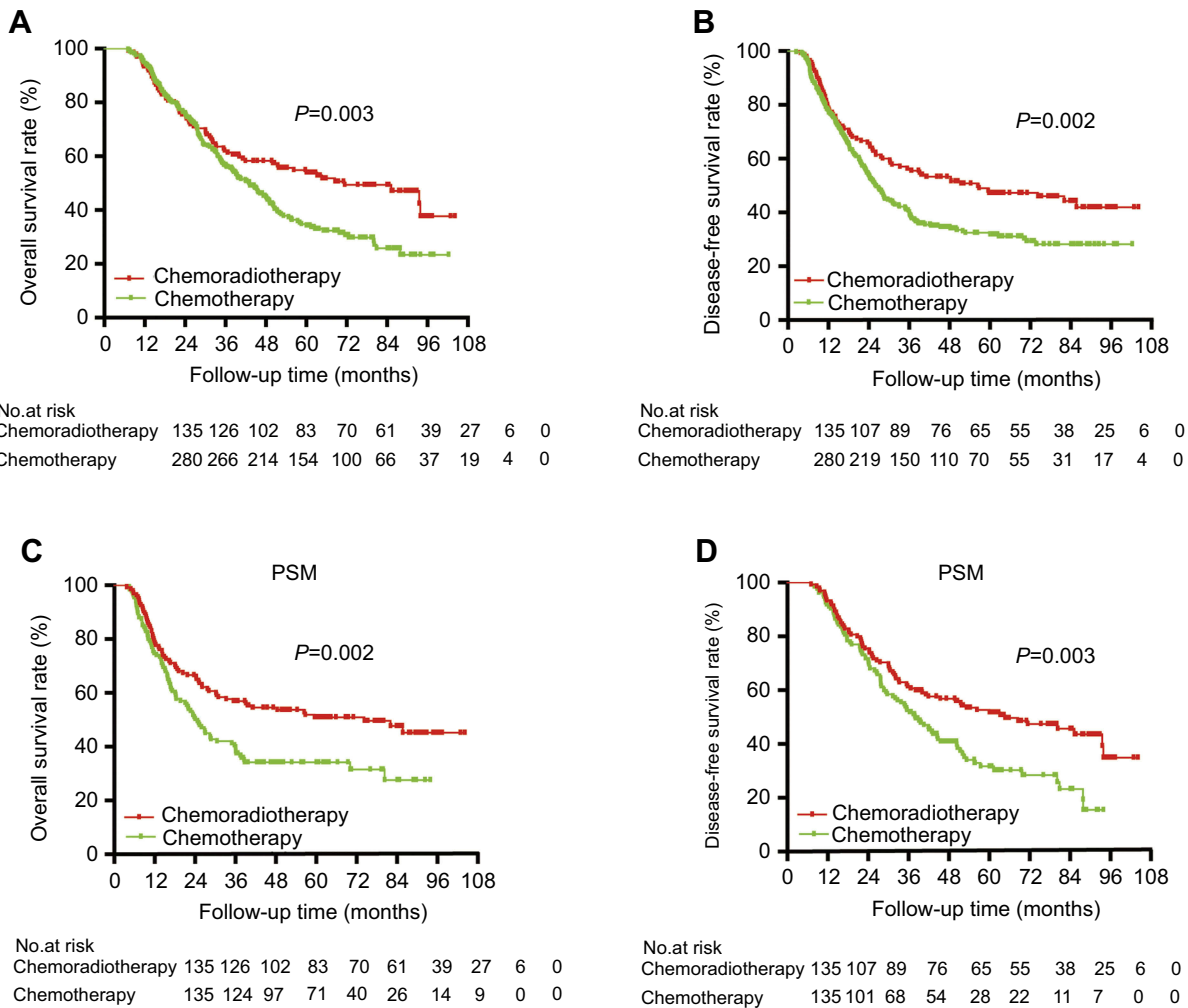 A
Overall survival rate (%)
100
80
60
40
20
0
P=0.003
Chemoradiotherapy
Chemotherapy
0 12 24 36 48 60 72 84 96 108
Follow-up time (months)
No.at risk
Chemoradiotherapy 135 126 102 83 70 61 39 27 6 0
Chemotherapy 280 266 214 154 100 66 37 19 4 0
B
Disease-free survival rate (%)
100
80
60
40
20
0
P=0.002
Chemoradiotherapy
Chemotherapy
0 12 24 36 48 60 72 84 96 108
Follow-up time (months)
No.at risk
Chemoradiotherapy 135 107 89 76 65 55 38 25 6 0
Chemotherapy 280 219 150 110 70 55 31 17 4 0
C
PSM
Overall survival rate (%)
100
80
60
40
20
0
P=0.002
Chemoradiotherapy
Chemotherapy
0 12 24 36 48 60 72 84 96 108
Follow-up time (months)
No.at risk
Chemoradiotherapy 135 126 102 83 70 61 39 27 6 0
Chemotherapy 135 124 97 71 40 26 14 9 0 0
D
PSM
Disease-free survival rate (%)
100
80
60
40
20
0
P=0.003
Chemoradiotherapy
Chemotherapy
0 12 24 36 48 60 72 84 96 108
Follow-up time (months)
No.at risk
Chemoradiotherapy 135 107 89 76 65 55 38 25 6 0
Chemotherapy 135 101 68 54 28 22 11 7 0 0